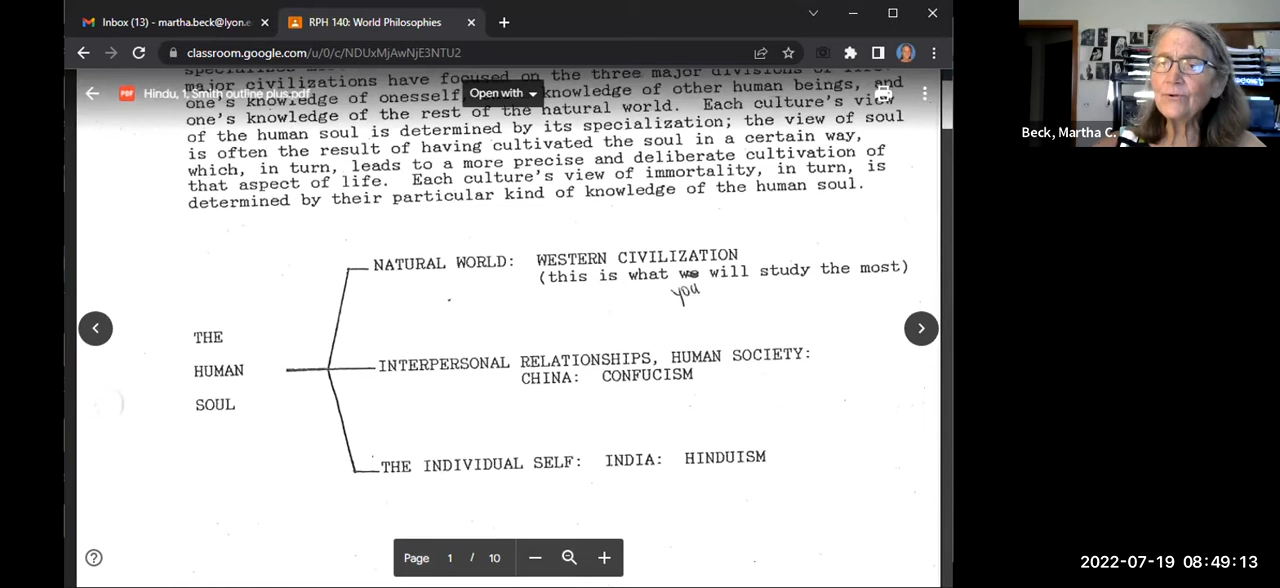 Inbox (13) - martha.beck@lyon.e
RPH 140: World Philosophies
classroom.google.com/u/0/c/NDUxMjAwNjE3NTU2
major civilizations have focused on the three major divisions of life,
Hindu, 1, Smith outline plus.pdf
Open with
one's knowledge of onesself, knowledge of other human beings, and
one's knowledge of the rest of the natural world. Each culture's view
of the human soul is determined by its specialization; the view of soul
is often the result of having cultivated the soul in a certain way,
which, in turn, leads to a more precise and deliberate cultivation of
that aspect of life. Each culture's view of immortality, in turn, is
determined by their particular kind of knowledge of the human soul.
NATURAL WORLD: WESTERN CIVILIZATION
(this is what we will study the most)
you
THE
HUMAN
SOUL
INTERPERSONAL RELATIONSHIPS, HUMAN SOCIETY:
CHINA: CONFUCISM
THE INDIVIDUAL SELF: INDIA: HINDUISM
Page 1 / 10
Beck, Martha C.
2022-07-19 08:49:13